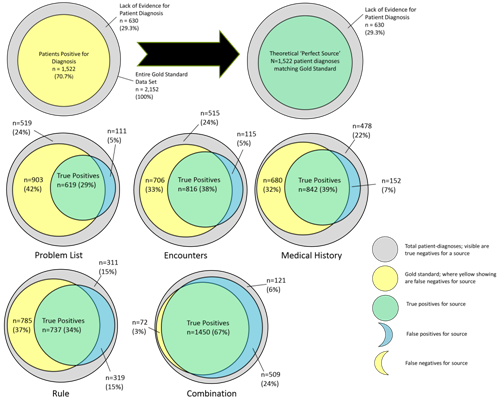 Lack of Evidence for
Patient Diagnosis
n = 630
(29.3%)
Patients Positive for
Diagnosis
n = 1,522
(70.7%)
Entire Gold Standard
Data Set
n = 2,152
(100%)
Lack of Evidence for
Patient Diagnosis
n = 630
(29.3%)
Theoretical 'Perfect Source'
N=1,522 patient diagnoses
matching Gold Standard
n=519
(24%)
n=111
(5%)
n=903
(42%)
True Positives
n=619 (29%)
Problem List
n=515
(24%)
n=115
(5%)
n=706
(33%)
True Positives
n=816 (38%)
Encounters
n=478
(22%)
n=152
(7%)
n=680
(32%)
True Positives
n=842 (39%)
Medical History
n=311
(15%)
n=785
(37%)
True Positives
n=737 (34%)
n=319
(15%)
Rule
n=121
(6%)
n=72
(3%)
True Positives
n=1450 (67%)
n=509
(24%)
Combination
Total patient-diagnoses; visible are
true negatives for a source
Gold standard; where yellow showing
are false negatives for source
True positives for source
False positives for source
False negatives for source